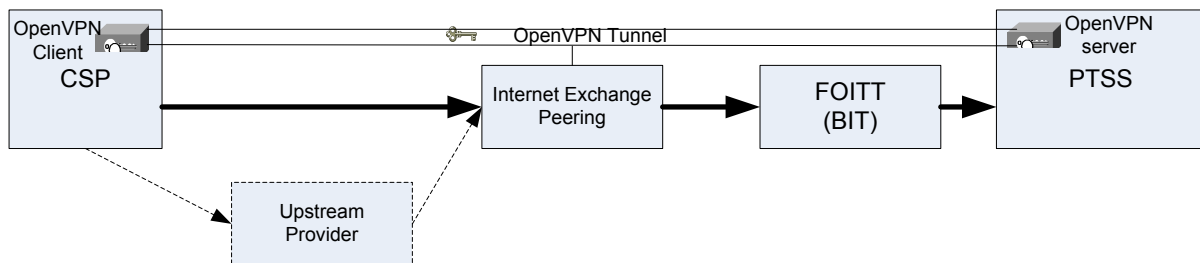 OpenVPN
Client
CSP
OpenVPN Tunnel
OpenVPN
server
PTSS
Internet Exchange
Peering
FOITT
(BIT)
Upstream
Provider